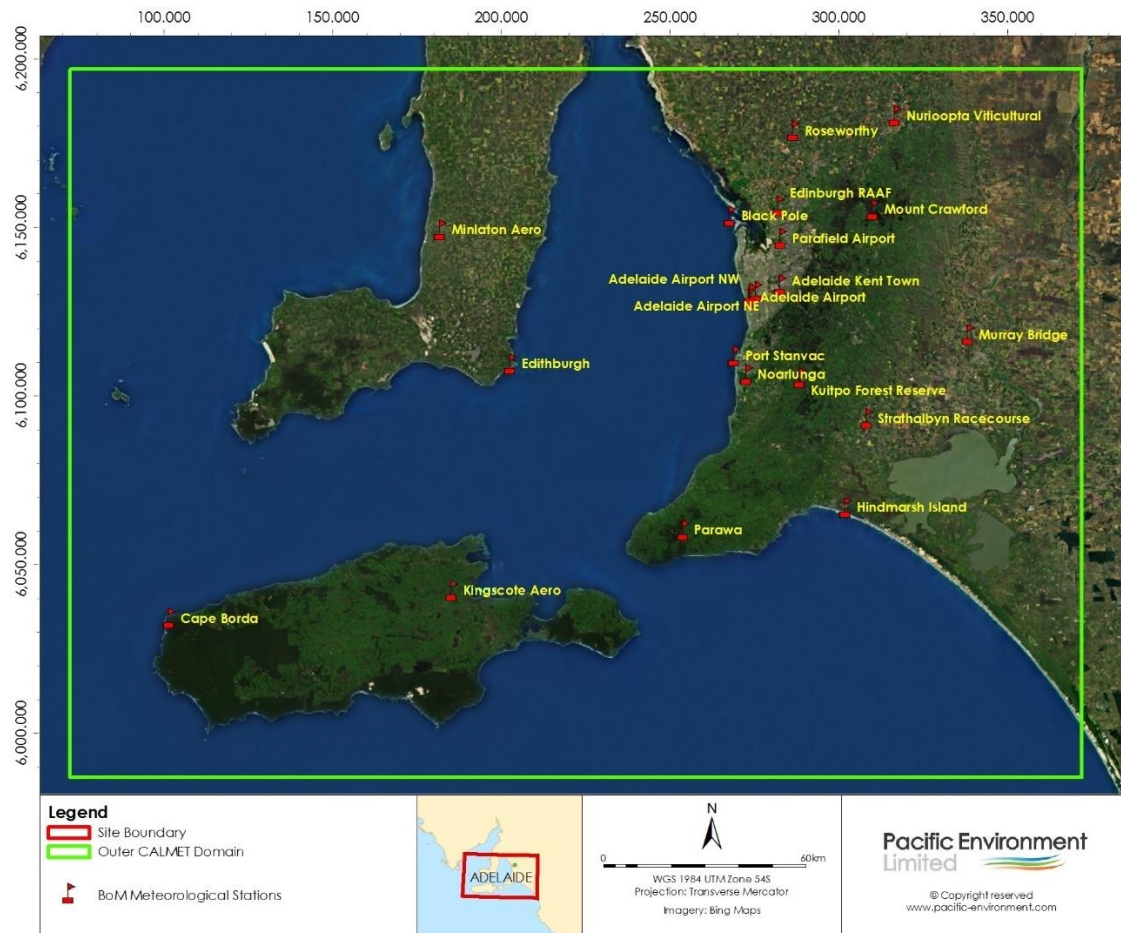 100.000 150.000 200.000 250.000 300.000 350.000
6,200.000
6,150.000
6,100.000
6,050.000
6,000.000
Nurioopta Viticultural
Roseworthy
Edinburgh RAAF
Mount Crawford
Black Pole
Minlaton Aero
Parafield Airport
Adelaide Airport NW
Adelaide Kent Town
Adelaide Airport
Adelaide Airport NE
Murray Bridge
Port Stanvac
Edithburgh
Noarlunga
Kuitpo Forest Reserve
Strathalbyn Racecourse
Hindmarsh Island
Parawa
Kingscote Aero
Cape Borda
Legend
Site Boundary
Outer CALMET Domain
BoM Meteorological Stations
ADELAIDE
N
0 60km
WGS 1984 UTM Zone 54S
Projection: Transverse Mercator
Imagery: Bing Maps
Pacific Environment
Limited
© Copyright reserved
www.pacific-environment.com